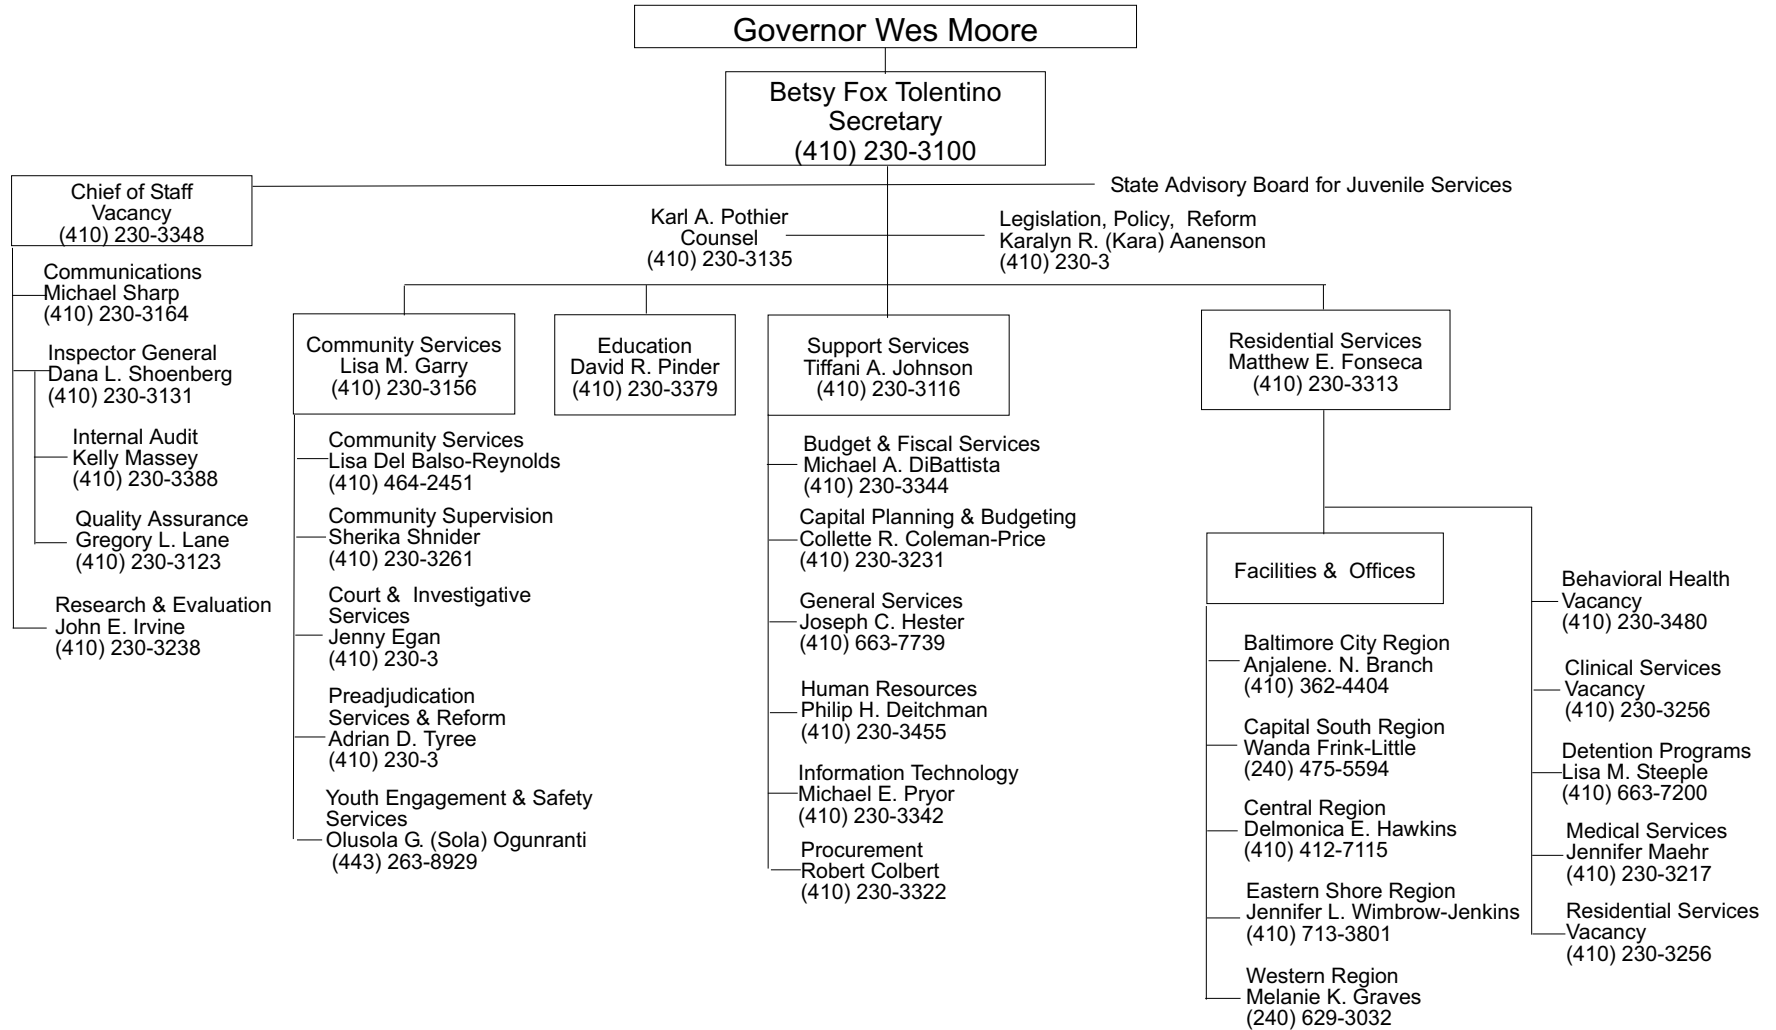 Governor Wes Moore
Betsy Fox Tolentino
Secretary
(410) 230-3100
Chief of Staff
Vacancy
(410) 230-3348
State Advisory Board for Juvenile Services
Karl A. Pothier
Counsel
(410) 230-3135
Legislation, Policy, Reform
Karalyn R. (Kara) Aanenson
(410) 230-3
Communications
Michael Sharp
(410) 230-3164
Inspector General
Dana L. Shoenberg
(410) 230-3131
Internal Audit
Kelly Massey
(410) 230-3388
Quality Assurance
Gregory L. Lane
(410) 230-3123
Research & Evaluation
John E. Irvine
(410) 230-3238
Community Services
Lisa M. Garry
(410) 230-3156
Community Services
Lisa Del Balso-Reynolds
(410) 464-2451
Community Supervision
Sherika Shnider
(410) 230-3261
Court & Investigative
Services
Jenny Egan
(410) 230-3
Preadjudication
Services & Reform
Adrian D. Tyree
(410) 230-3
Youth Engagement & Safety
Services
Olusola G. (Sola) Ogunranti
(443) 263-8929
Education
David R. Pinder
(410) 230-3379
Support Services
Tiffani A. Johnson
(410) 230-3116
Budget & Fiscal Services
Michael A. DiBattista
(410) 230-3344
Capital Planning & Budgeting
Collette R. Coleman-Price
(410) 230-3231
General Services
Joseph C. Hester
(410) 663-7739
Human Resources
Philip H. Deitchman
(410) 230-3455
Information Technology
Michael E. Pryor
(410) 230-3342
Procurement
Robert Colbert
(410) 230-3322
Residential Services
Matthew E. Fonseca
(410) 230-3313
Facilities & Offices
Baltimore City Region
Anjalene. N. Branch
(410) 362-4404
Capital South Region
Wanda Frink-Little
(240) 475-5594
Central Region
Delmonica E. Hawkins
(410) 412-7115
Eastern Shore Region
Jennifer L. Wimbrow-Jenkins
(410) 713-3801
Western Region
Melanie K. Graves
(240) 629-3032
Behavioral Health
Vacancy
(410) 230-3480
Clinical Services
Vacancy
(410) 230-3256
Detention Programs
Lisa M. Steeple
(410) 663-7200
Medical Services
Jennifer Maehr
(410) 230-3217
Residential Services
Vacancy
(410) 230-3256